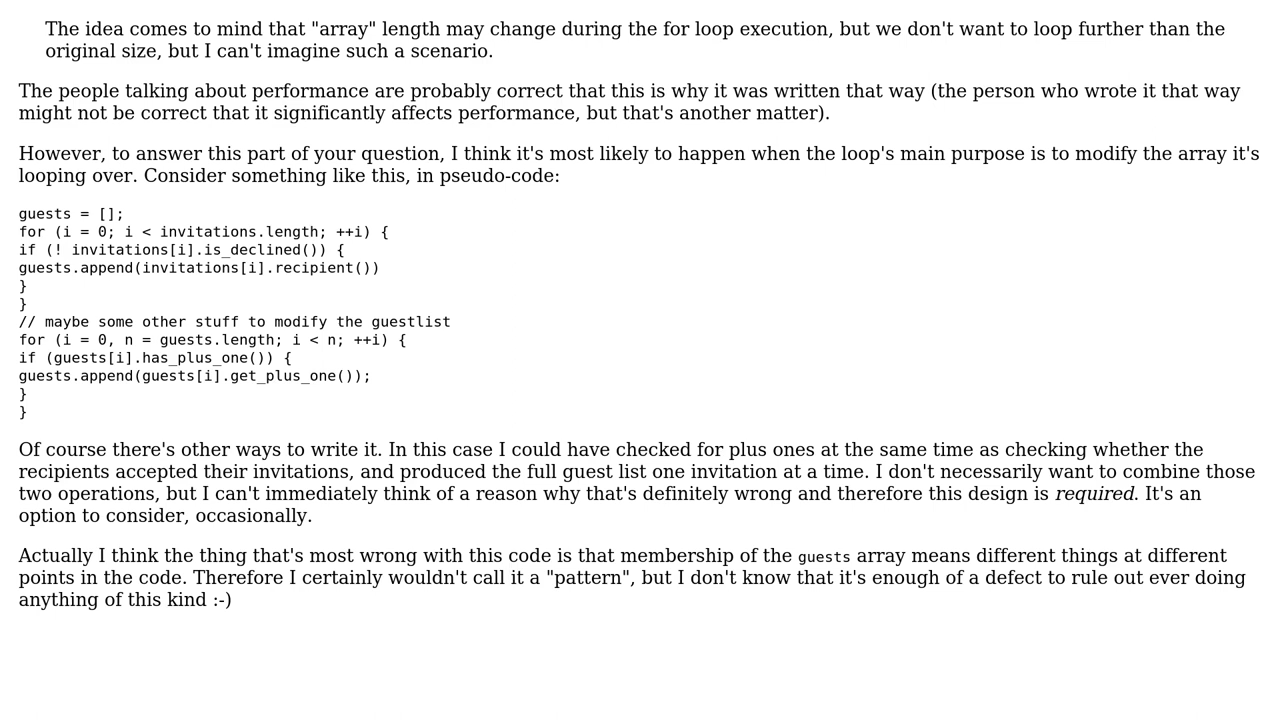 The idea comes to mind that "array" length may change during the for loop execution, but we don't want to loop further than the
original size, but I can't imagine such a scenario.
The people talking about performance are probably correct that this is why it was written that way (the person who wrote it that way
might not be correct that it significantly affects performance, but that's another matter).
However, to answer this part of your question, I think it's most likely to happen when the loop's main purpose is to modify the array it's
looping over. Consider something like this, in pseudo-code:
guests = [];
for (i = 0; i < invitations.length; ++i) {
if (! invitations[i].is_declined()) {
guests.append(invitations[i].recipient())
}
}
// maybe some other stuff to modify the guestlist
for (i = 0, n = guests.length; i < n; ++i) {
if (guests[i].has_plus_one()) {
guests.append(guests[i].get_plus_one());
}
}
Of course there's other ways to write it. In this case I could have checked for plus ones at the same time as checking whether the
recipients accepted their invitations, and produced the full guest list one invitation at a time. I don't necessarily want to combine those
two operations, but I can't immediately think of a reason why that's definitely wrong and therefore this design is required. It's an
option to consider, occasionally.
Actually I think the thing that's most wrong with this code is that membership of the guests array means different things at different
points in the code. Therefore I certainly wouldn't call it a "pattern", but I don't know that it's enough of a defect to rule out ever doing
anything of this kind :-)